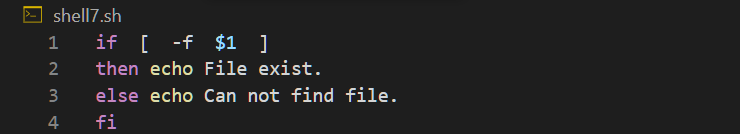 shell7.sh
1 if [ -f $1 ]
2 then echo File exist.
3 else echo Can not find file.
4 fi